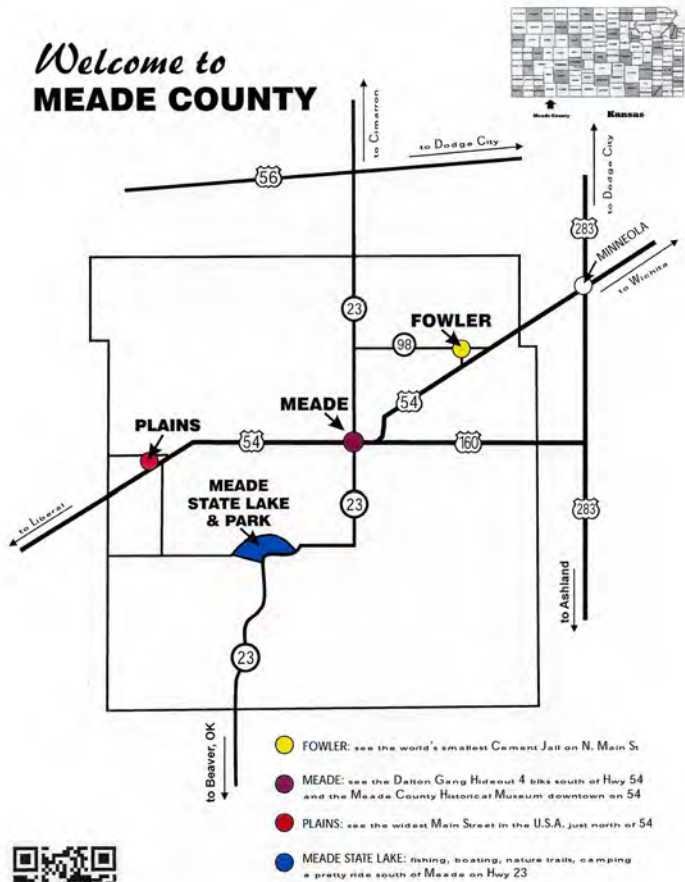 Welcome to
MEADE COUNTY
Meade County
Kansas
to Cimarron
to Dodge City
56
to Dodge City
283
MINNEOLA
to Wichita
23
FOWLER
98
MEADE
54
PLAINS
54
160
MEADE
STATE LAKE
& PARK
23
283
to Liberal
to Ashland
23
to Beaver, OK
FOWLER: see the world's smallest Cement Jail on N. Main St
MEADE: see the Dalton Gang Hideout 4 blks south of Hwy 54
and the Meade County Historical Museum downtown on 54
PLAINS: see the widest Main Street in the U.S.A. just north of 54
MEADE STATE LAKE: fishing, boating, nature trails, camping
a pretty ride south of Meade on Hwy 23